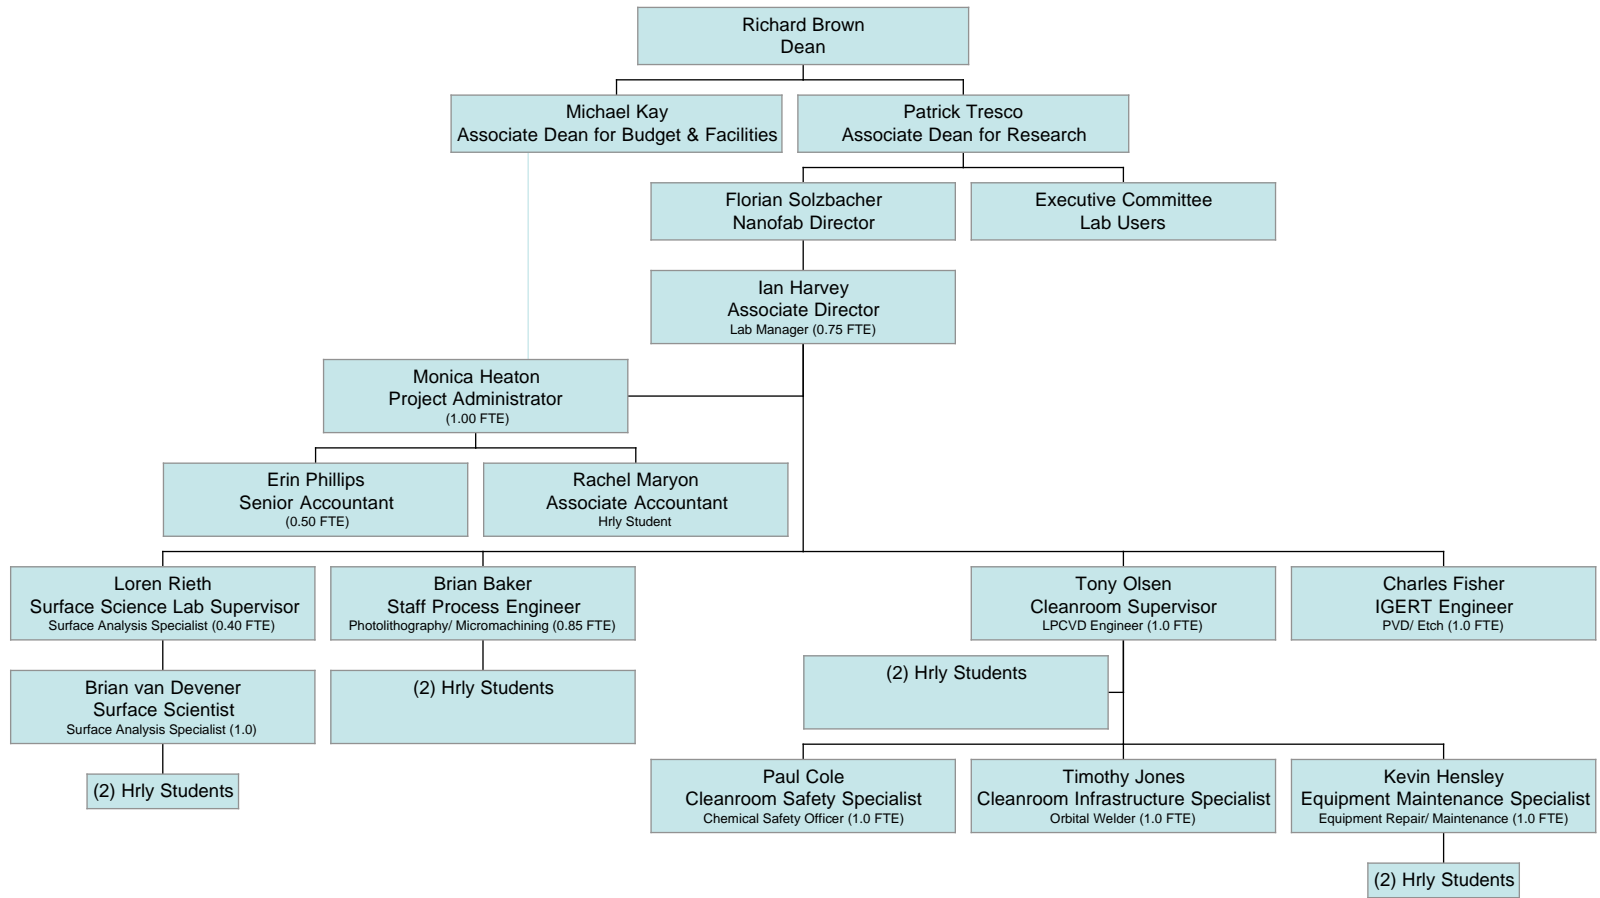 Richard Brown
Dean
Michael Kay
Associate Dean for Budget & Facilities
Patrick Tresco
Associate Dean for Research
Florian Solzbacher
Nanofab Director
Executive Committee
Lab Users
Ian Harvey
Associate Director
Lab Manager (0.75 FTE)
Monica Heaton
Project Administrator
(1.00 FTE)
Erin Phillips
Senior Accountant
(0.50 FTE)
Rachel Maryon
Associate Accountant
Hrly Student
Loren Rieth
Surface Science Lab Supervisor
Surface Analysis Specialist (0.40 FTE)
Brian Baker
Staff Process Engineer
Photolithography/ Micromachining (0.85 FTE)
Tony Olsen
Cleanroom Supervisor
LPCVD Engineer (1.0 FTE)
Charles Fisher
IGERT Engineer
PVD/ Etch (1.0 FTE)
Brian van Devener
Surface Scientist
Surface Analysis Specialist (1.0)
(2) Hrly Students
(2) Hrly Students
(2) Hrly Students
Paul Cole
Cleanroom Safety Specialist
Chemical Safety Officer (1.0 FTE)
Timothy Jones
Cleanroom Infrastructure Specialist
Orbital Welder (1.0 FTE)
Kevin Hensley
Equipment Maintenance Specialist
Equipment Repair/ Maintenance (1.0 FTE)
(2) Hrly Students